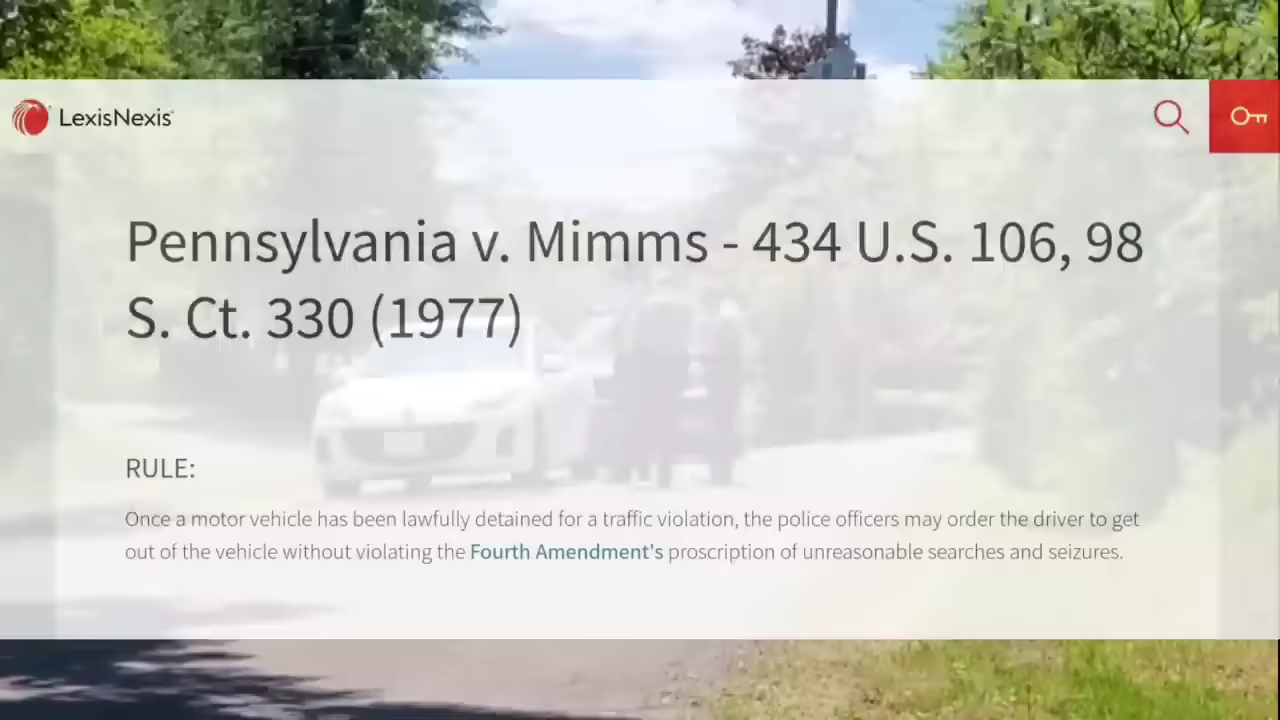 LexisNexis
Pennsylvania v. Mimms - 434 U.S. 106, 98
S. Ct. 330 (1977)
RULE:
Once a motor vehicle has been lawfully detained for a traffic violation, the police officers may order the driver to get
out of the vehicle without violating the Fourth Amendment's proscription of unreasonable searches and seizures.